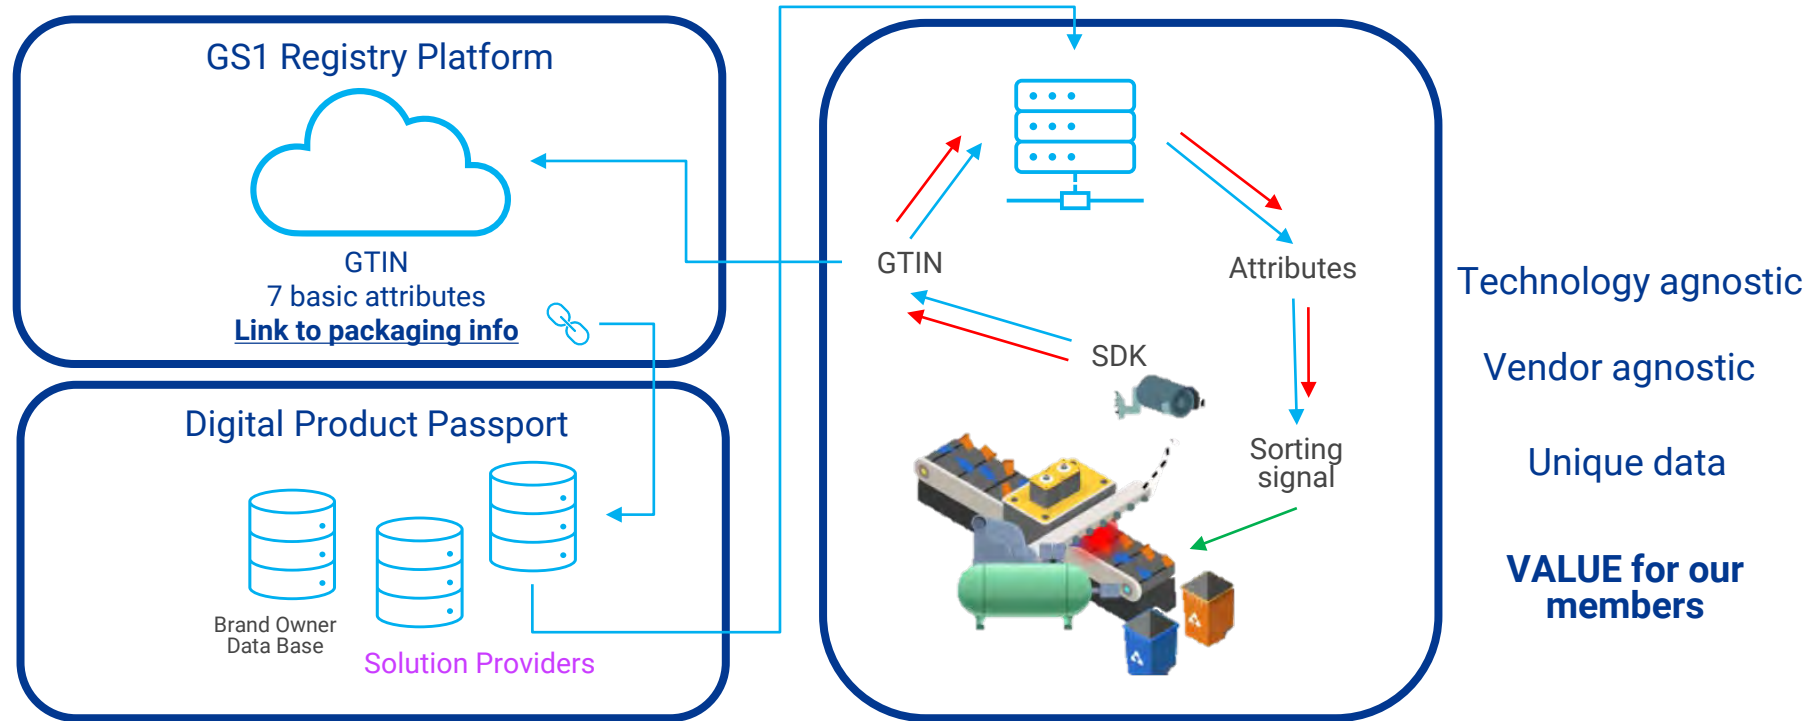 GS1 Registry Platform
GTIN
7 basic attributes
Link to packaging info
Digital Product Passport
Brand Owner
Data Base
Solution Providers
GTIN
Attributes
SDK
Sorting
signal
Technology agnostic
Vendor agnostic
Unique data
VALUE for our
members